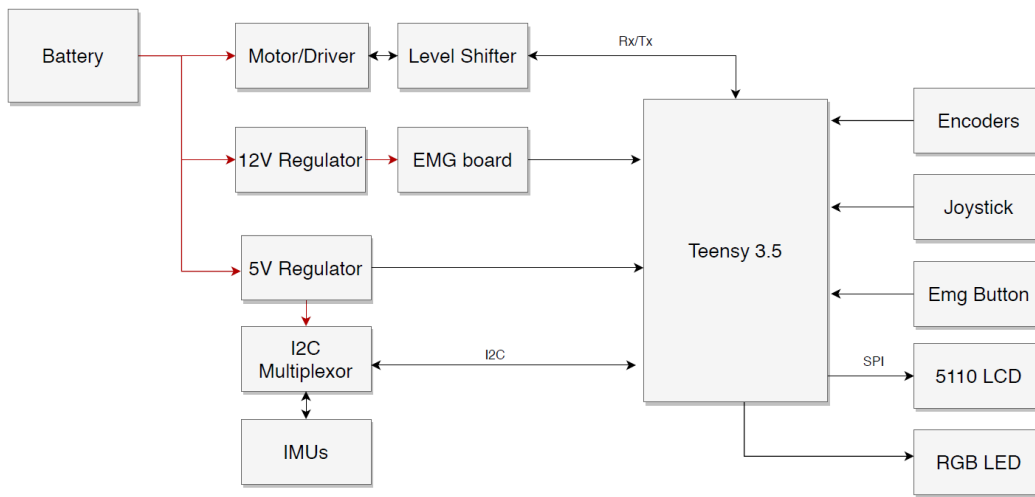 Battery
Motor/Driver
Level Shifter
Rx/Tx
Encoders
12V Regulator
EMG board
Joystick
Teensy 3.5
5V Regulator
Emg Button
I2C
Multiplexor
I2C
SPI
5110 LCD
IMUs
RGB LED